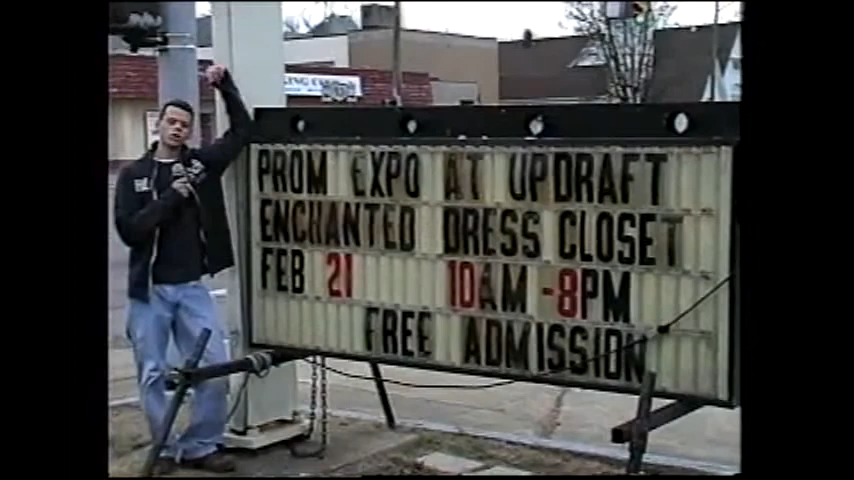 PROM EXPO AT UPDRAFT
ENCHANTED DRESS CLOSET
FEB 21 10AM -8PM
FREE ADMISSION